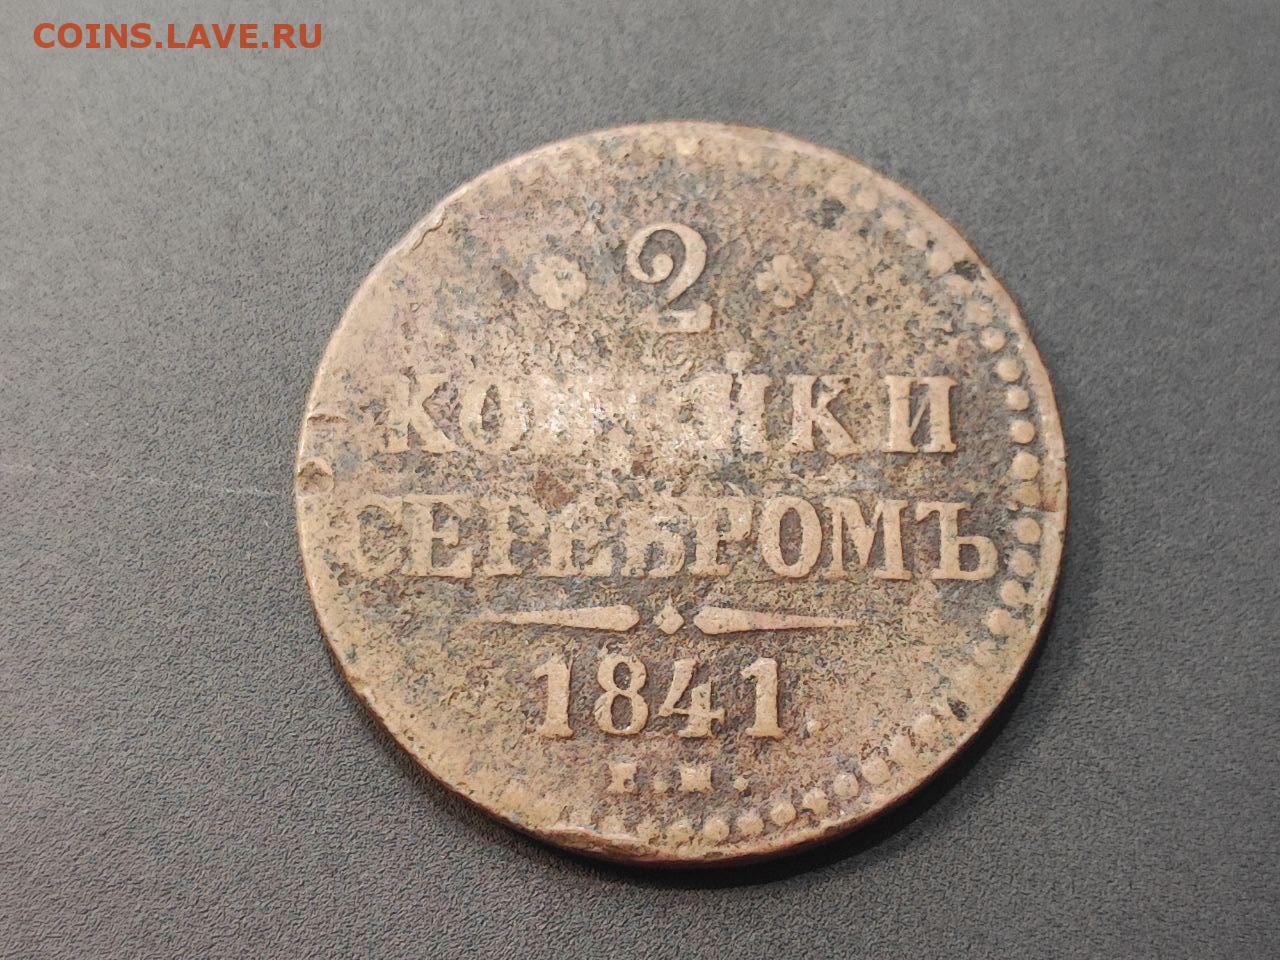 COINS.LAVE.RU
2
КОПѢЙКИ
СЕРЕБРОМЪ
1841.